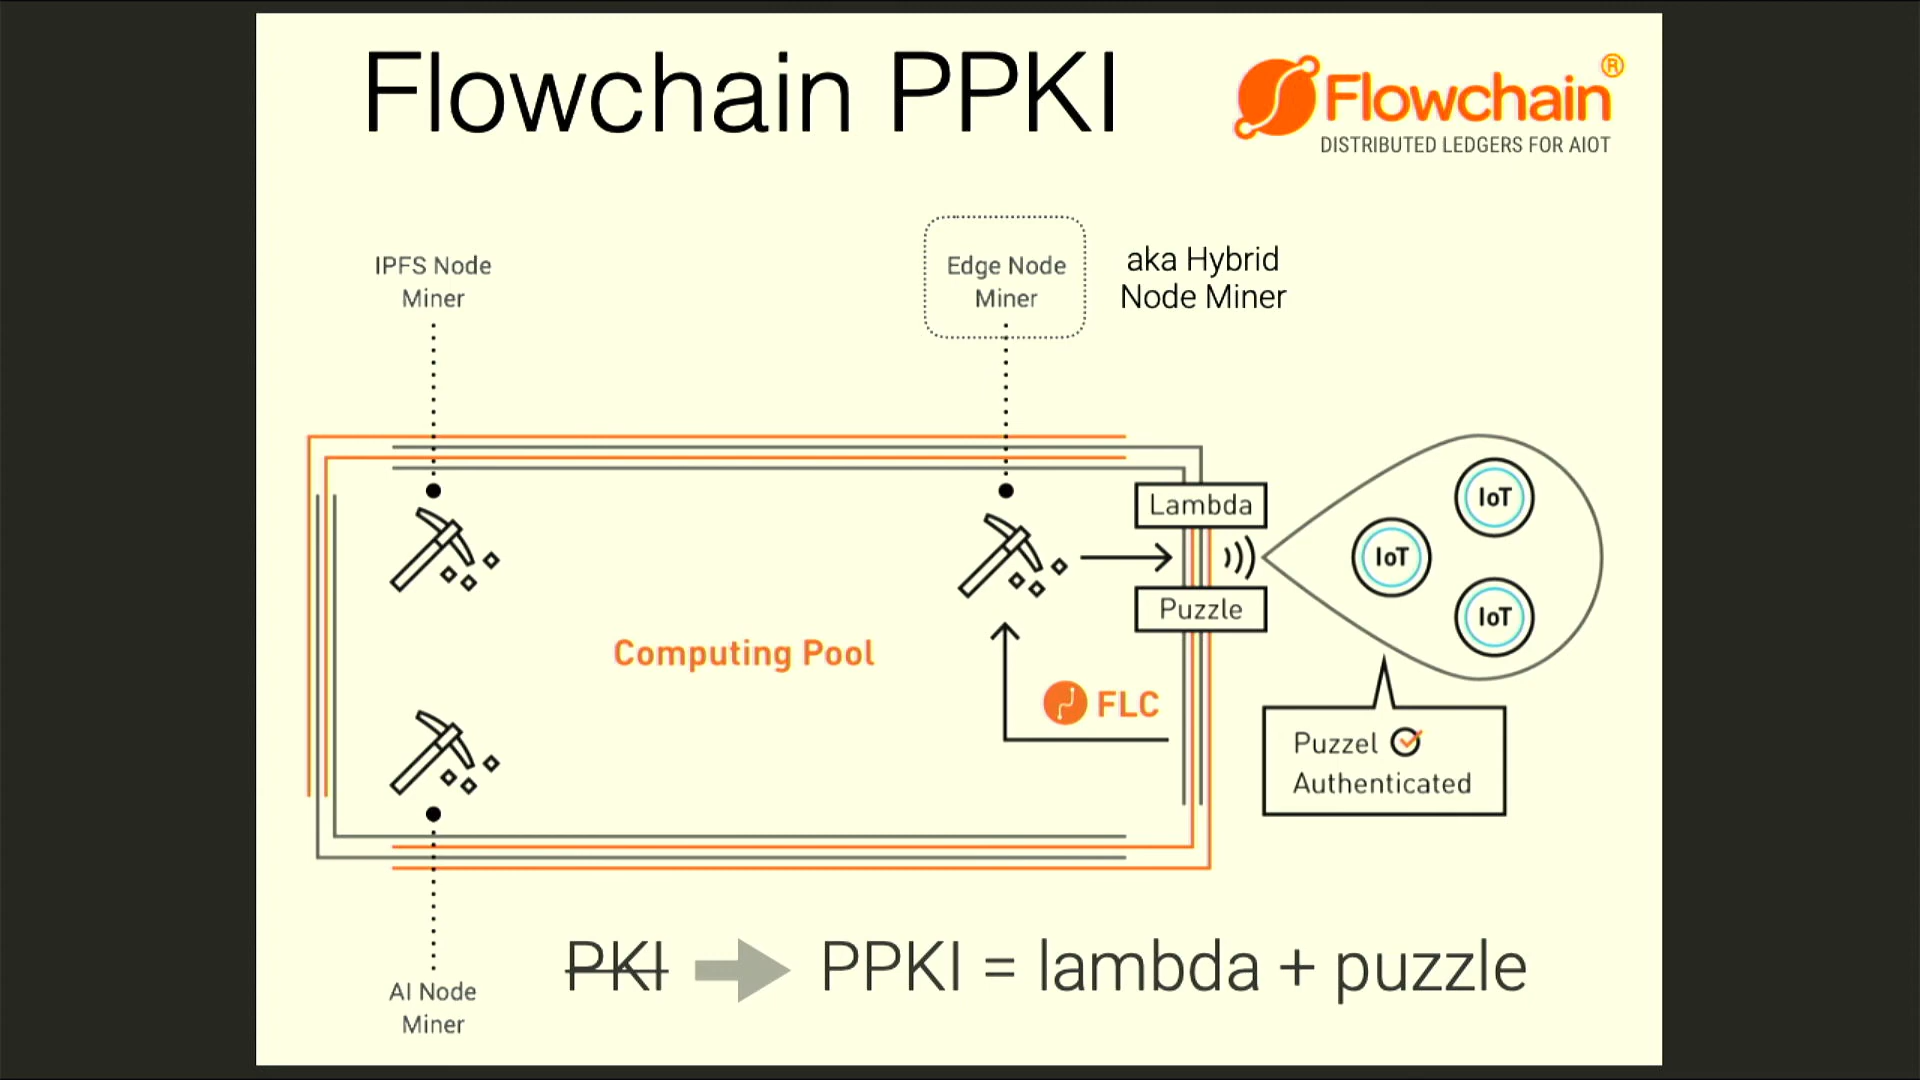 Flowchain PPKI
Flowchain®
DISTRIBUTED LEDGERS FOR AIOT
IPFS Node
Miner
Edge Node
Miner
aka Hybrid
Node Miner
Lambda
IoT
IoT
IoT
Puzzle
Computing Pool
FLC
Puzzel
Authenticated
PKI PPKI = lambda + puzzle
AI Node
Miner